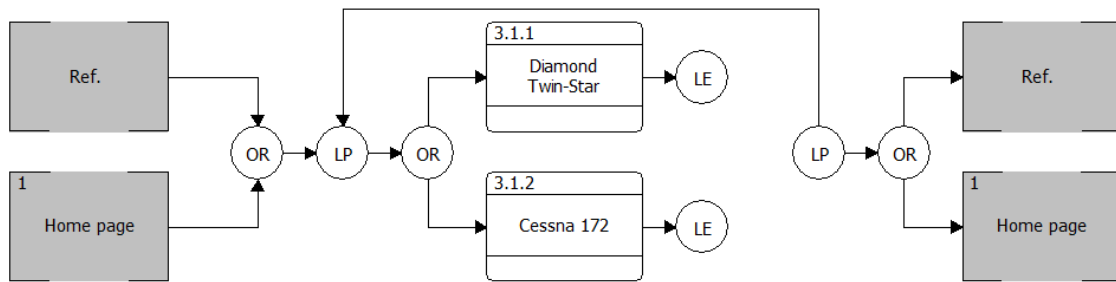 3.1.1
Ref.
Diamond
Twin-Star
LE
Ref.
OR
LP
OR
LP
OR
1
Home page
3.1.2
Cessna 172
LE
1
Home page